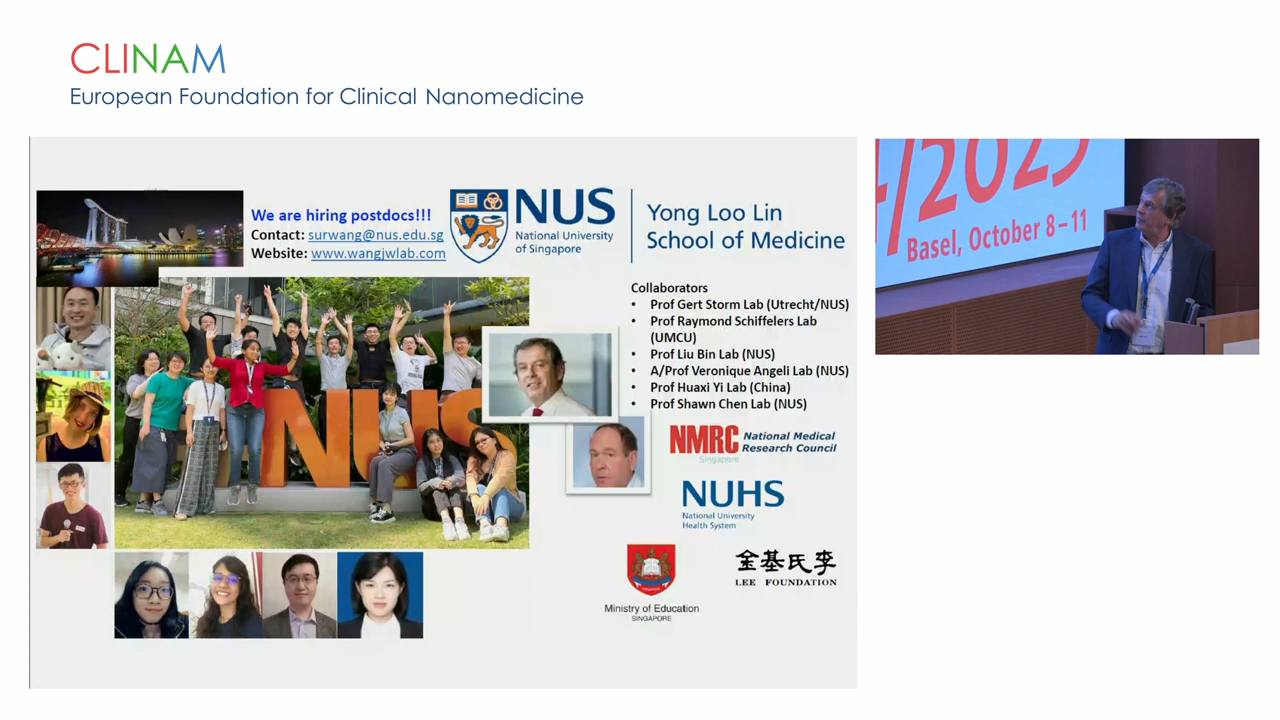 CLINAM
European Foundation for Clinical Nanomedicine
We are hiring postdocs!!!
Contact: surwang@nus.edu.sg
Website: www.wangjwlab.com
NUS
National University
of Singapore
Yong Loo Lin
School of Medicine
Collaborators
• Prof Gert Storm Lab (Utrecht/NUS)
• Prof Raymond Schiffelers Lab
(UMCU)
• Prof Liu Bin Lab (NUS)
• A/Prof Veronique Angeli Lab (NUS)
• Prof Huaxi Yi Lab (China)
• Prof Shawn Chen Lab (NUS)
NMRC
Singapore
National Medical
Research Council
NUHS
National University
Health System
Ministry of Education
SINGAPORE
金基氏李
LEE FOUNDATION
NUS
/2023
Basel, October 8–11